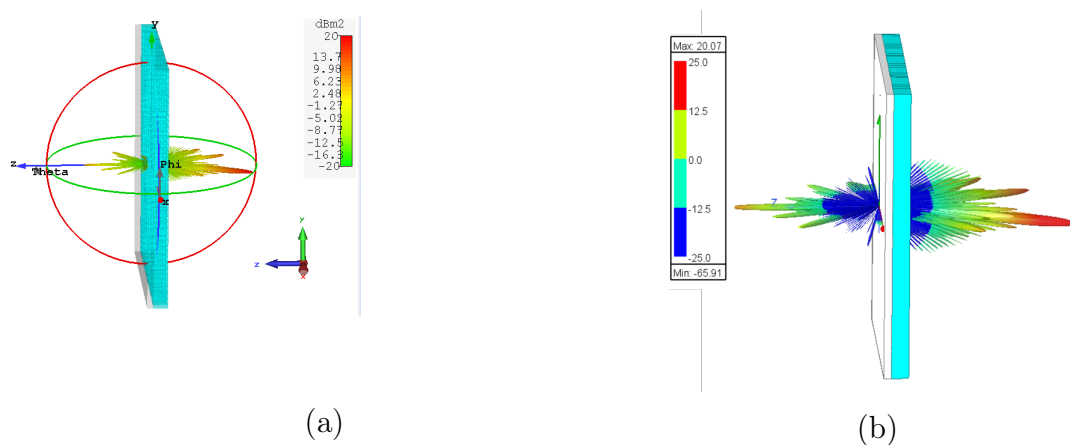 dBm2
20
13.7
9.98
6.23
2.48
-1.27
-5.02
-8.77
-12.5
-16.3
-20
Y
z
Theta
Phi
x
y
z
x
(a)
Max: 20.07
25.0
12.5
0.0
-12.5
-25.0
Min: -65.91
Z
(b)